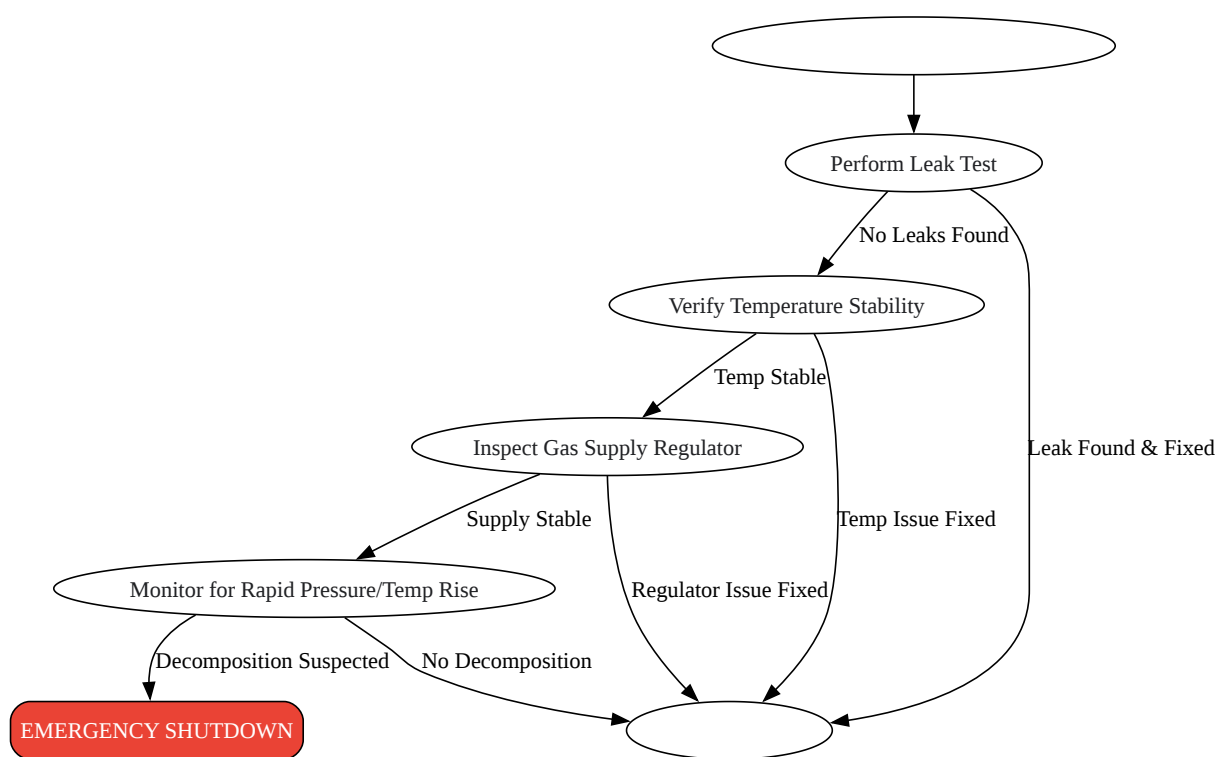 Perform Leak Test
No Leaks Found
Verify Temperature Stability
Temp Stable
Inspect Gas Supply Regulator
Leak Found & Fixed
Supply Stable
Temp Issue Fixed
Monitor for Rapid Pressure/Temp Rise
Regulator Issue Fixed
Decomposition Suspected
No Decomposition
EMERGENCY SHUTDOWN